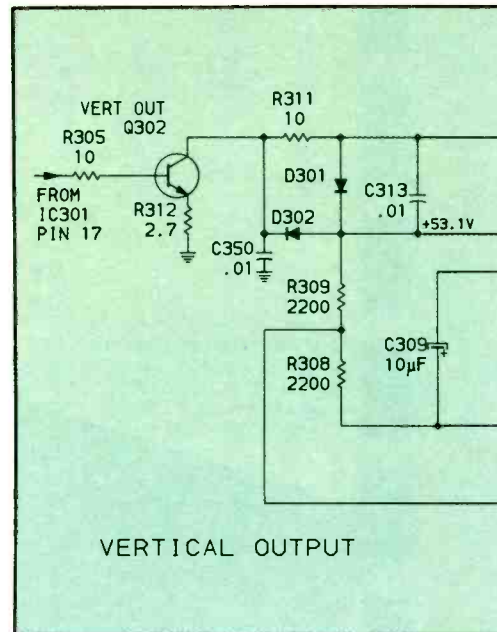 VERT OUT
Q302
R305
10
FROM
IC301
PIN 17
R312
2.7
R311
10
D301
D302
C313
.01
+53.1V
C350
.01
R309
2200
R308
2200
C309
10µF
+
VERTICAL OUTPUT